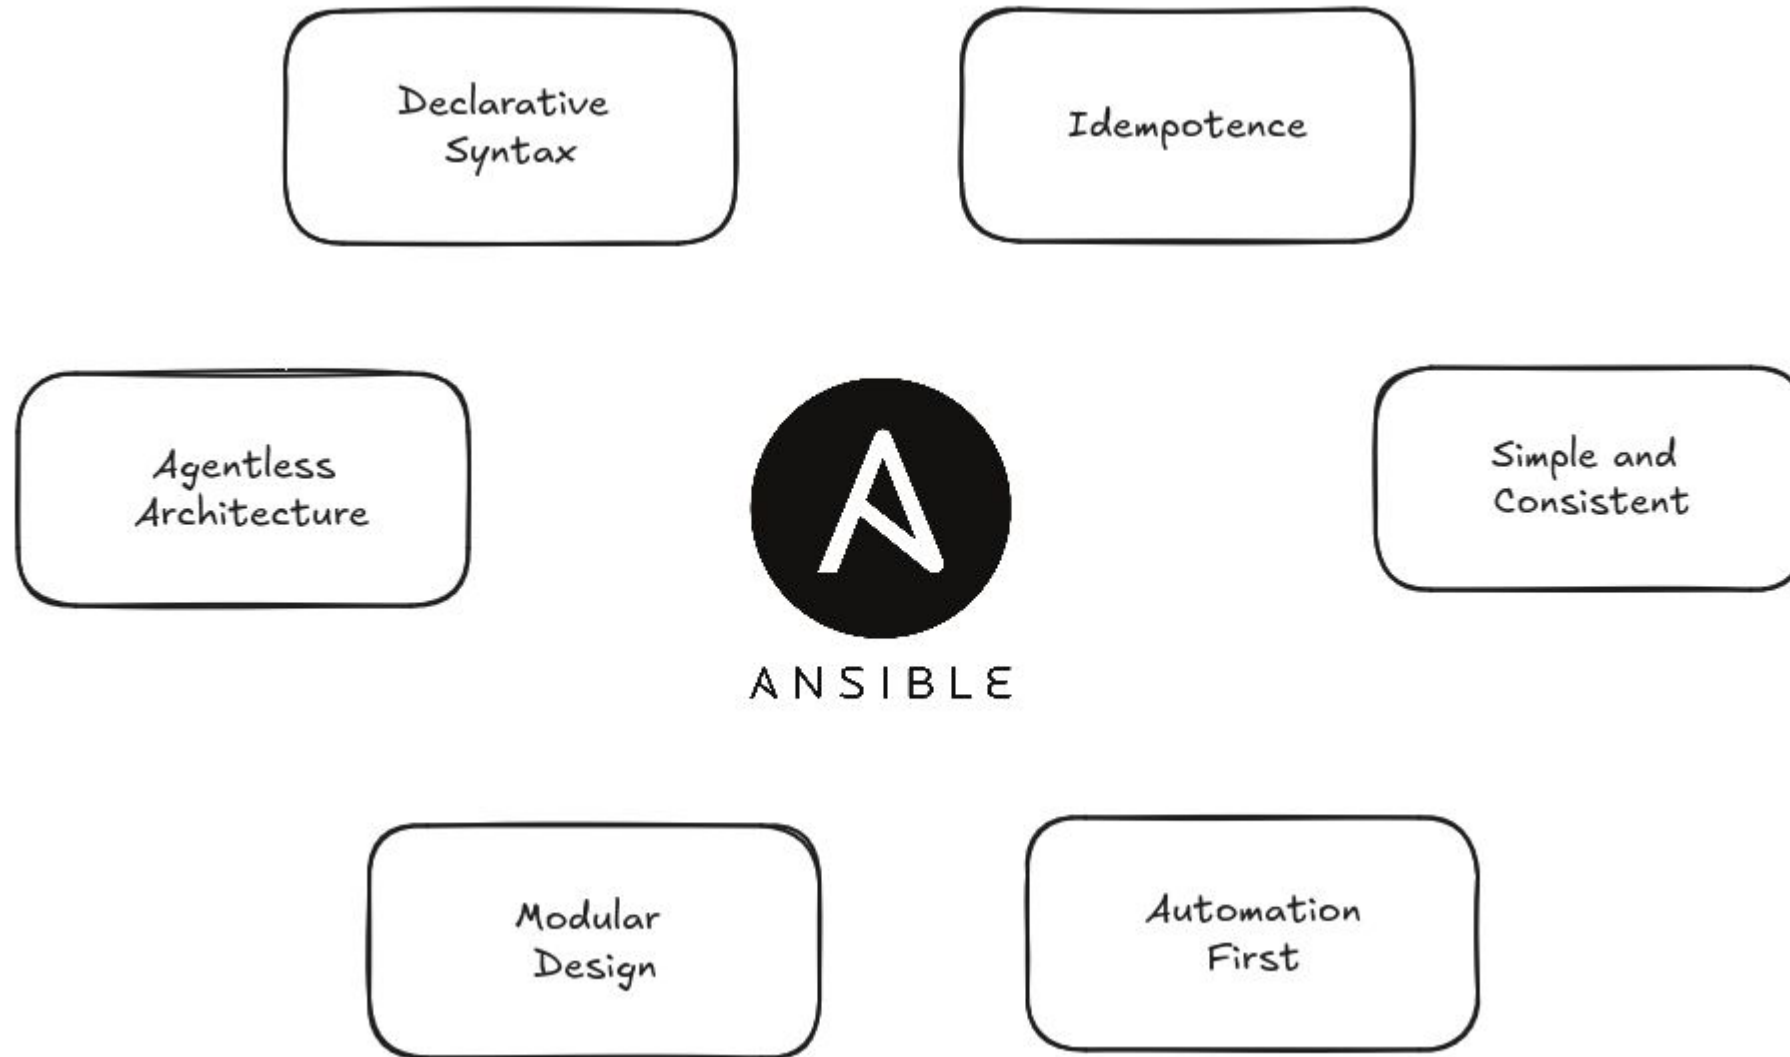 Declarative
Syntax
Idempotence
Agentless
Architecture
Simple and
Consistent
ANSIBLE
Modular
Design
Automation
First